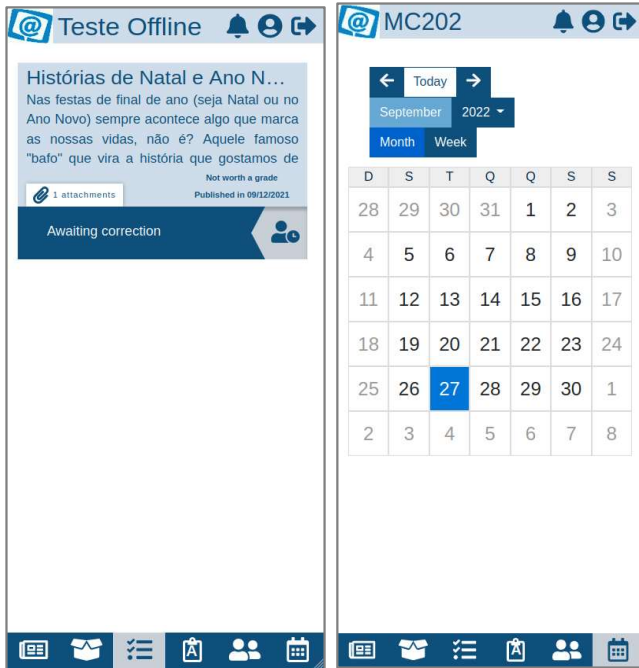 Teste Offline
Histórias de Natal e Ano N...
Nas festas de final de ano (seja Natal ou no
Ano Novo) sempre acontece algo que marca
as nossas vidas, não é? Aquele famoso
"bafo" que vira a história que gostamos de
Not worth a grade
1 attachments
Published in 09/12/2021
Awaiting correction
MC202
Today
September 2022
Month Week
D S T Q Q S S
28 29 30 31 1 2 3
4 5 6 7 8 9 10
11 12 13 14 15 16 17
18 19 20 21 22 23 24
25 26 27 28 29 30 1
2 3 4 5 6 7 8